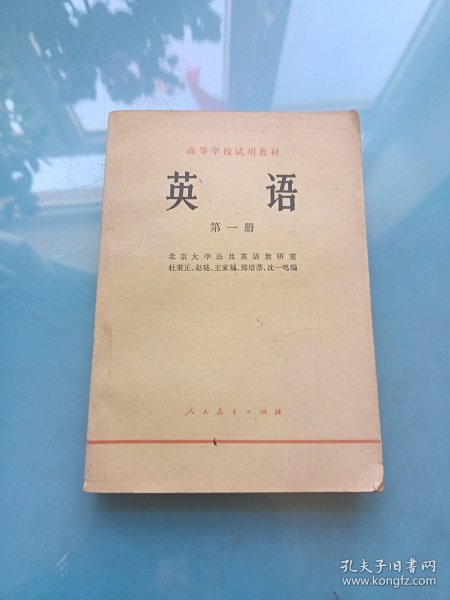 高等学校试用教材
英 语
第一册
北京大学公共英语教研室
杜秉正、赵琏、王家福、郑培蒂、沈一鸣编
人民教育出版社
孔夫子旧书网
www.kongfz.com